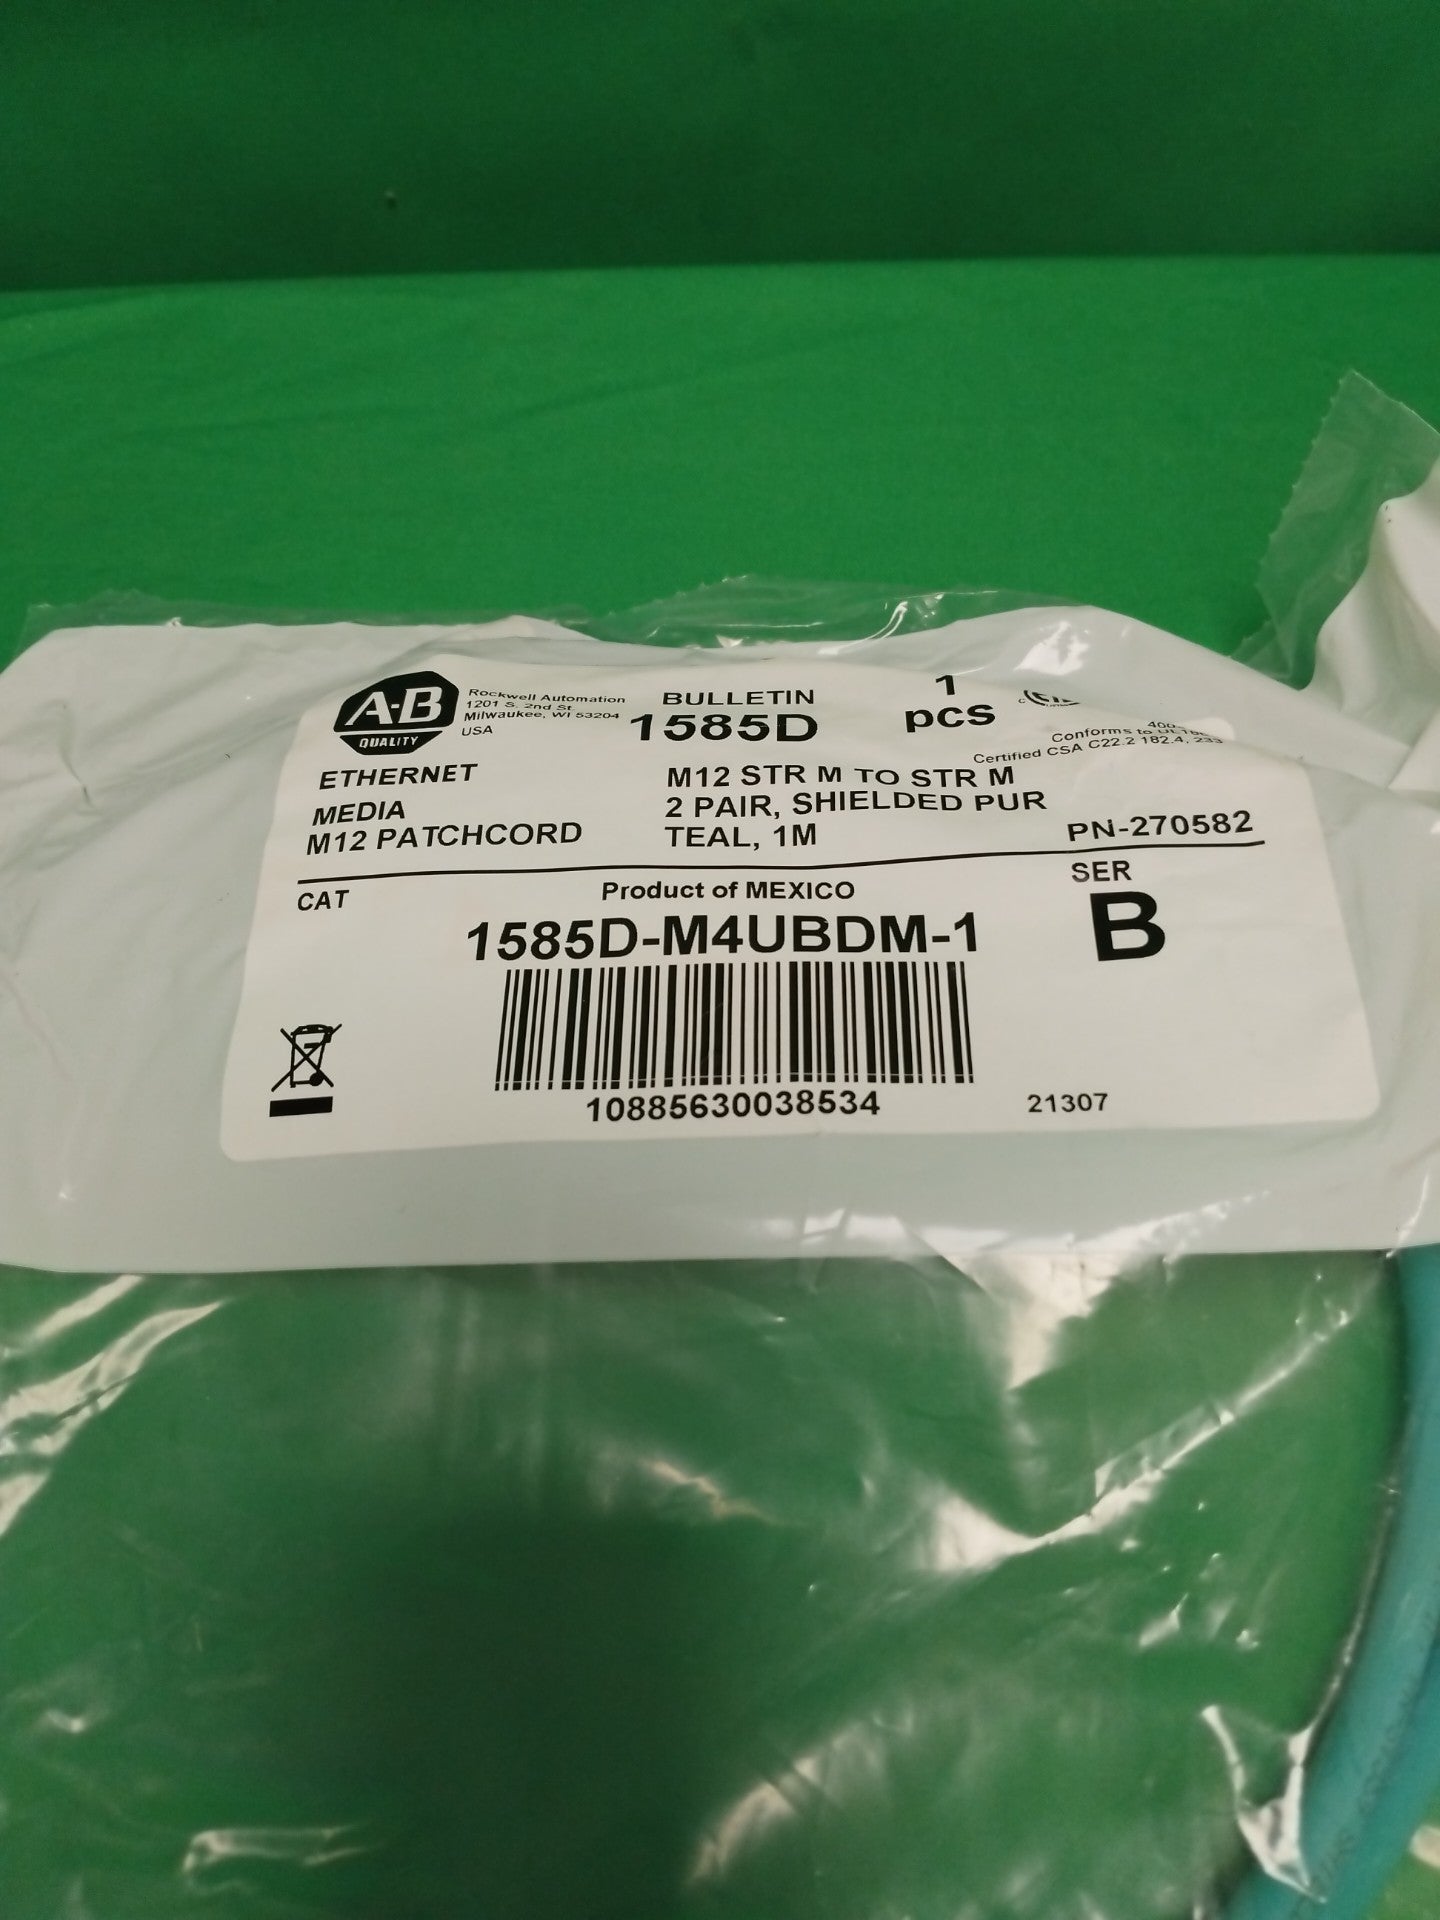 A-B
QUALITY
Rockwell Automation
1201 S. 2nd St.
Milwaukee, WI 53204
USA
BULLETIN
1585D
1
pcs
Conforms to
Certified CSA C22.2 182.4, 233
ETHERNET
MEDIA
M12 PATCHCORD
M12 STR M TO STR M
2 PAIR, SHIELDED PUR
TEAL, 1M
PN-270582
CAT
Product of MEXICO
SER
1585D-M4UBDM-1
B
10885630038534
21307